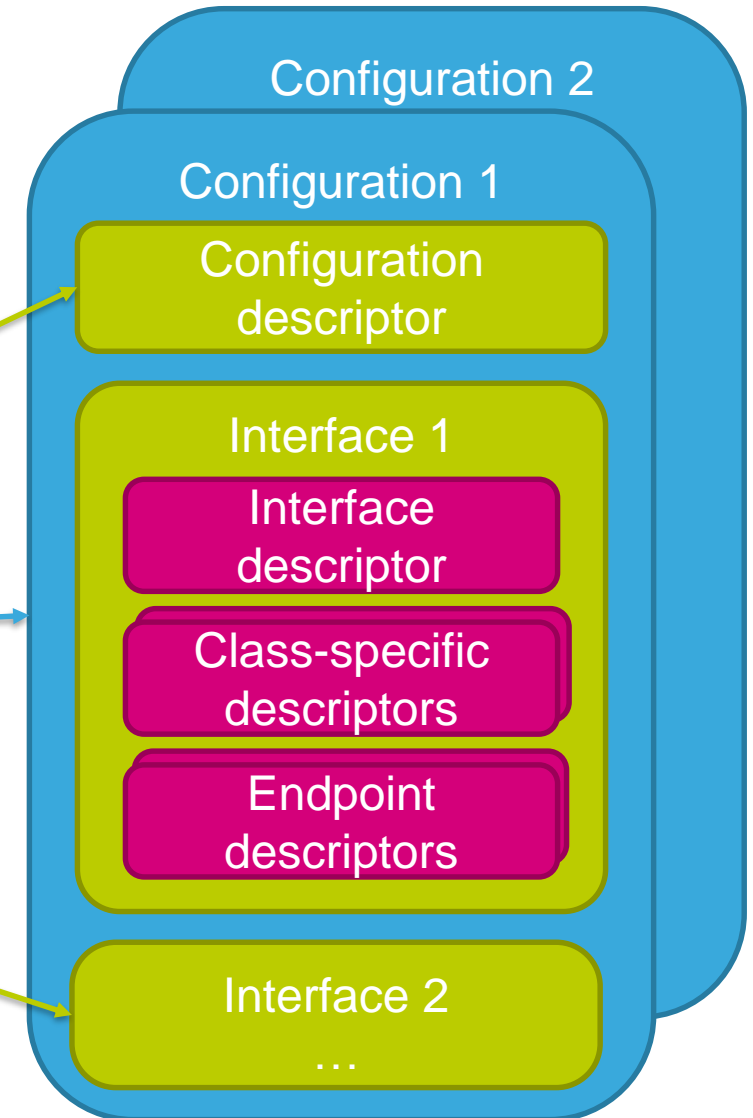 Configuration 2
Configuration 1
Configuration
descriptor
Interface 1
Interface
descriptor
Class-specific
descriptors
Endpoint
descriptors
Interface 2
…